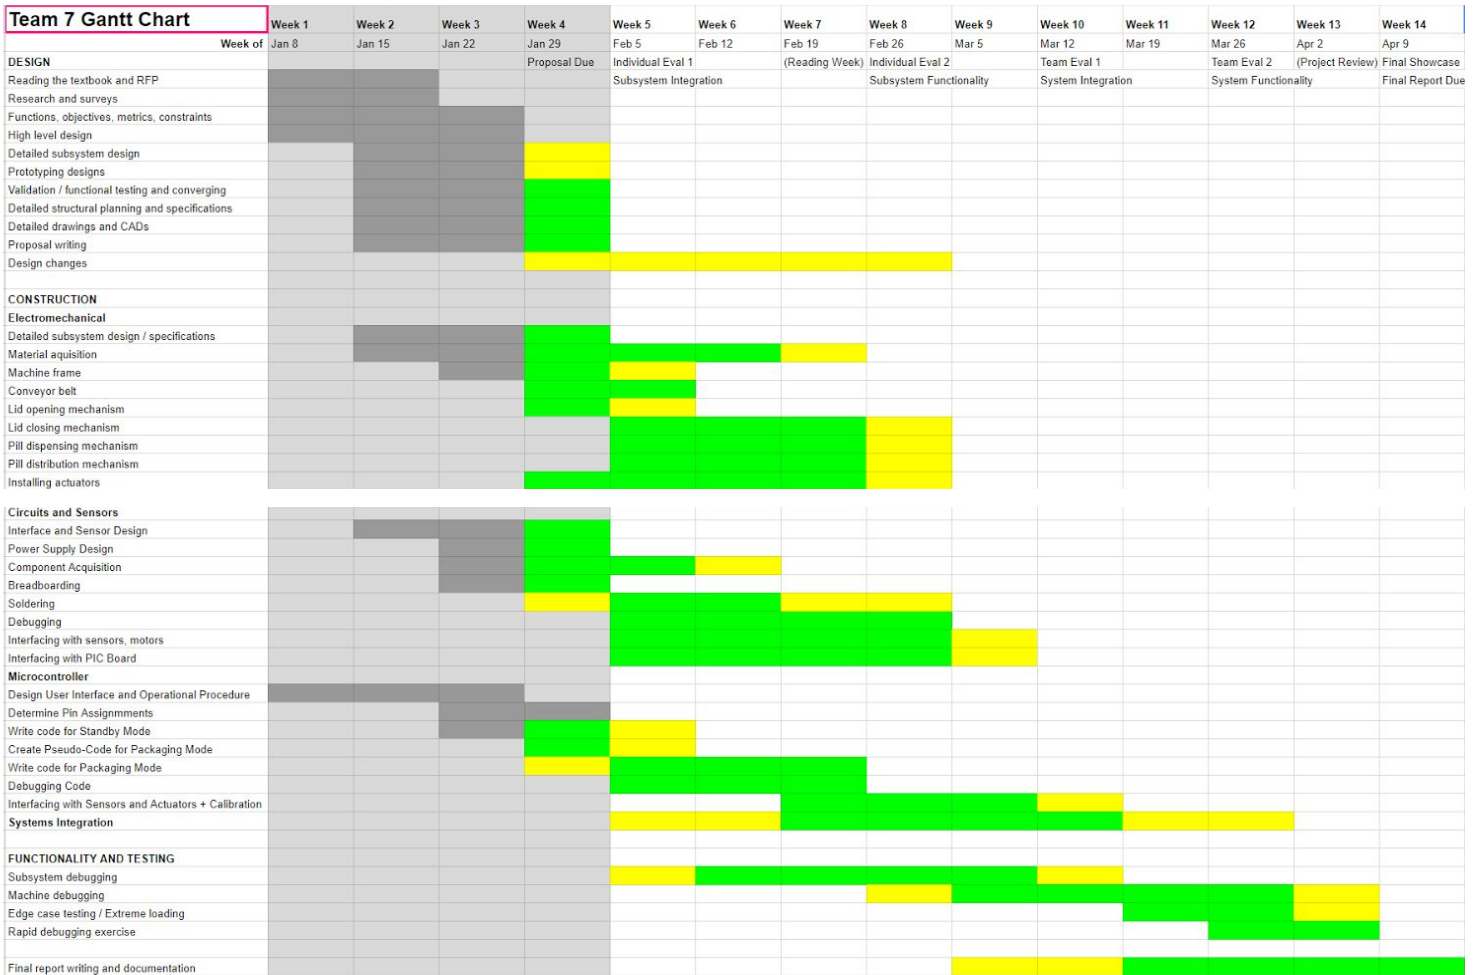 Team 7 Gantt Chart Week 1 Week 2 Week 3 Week 4 Week 5 Week 6 Week 7 Week 8 Week 9 Week 10 Week 11 Week 12 Week 13 Week 14
Week of Jan 8 Jan 15 Jan 22 Jan 29 Feb 5 Feb 12 Feb 19 Feb 26 Mar 5 Mar 12 Mar 19 Mar 26 Apr 2 Apr 9
DESIGN Proposal Due Individual Eval 1 (Reading Week) Individual Eval 2 Team Eval 1 Team Eval 2 (Project Review) Final Showcase
Reading the textbook and RFP Subsystem Integration Subsystem Functionality System Integration System Functionality Final Report Due
Research and surveys
Functions, objectives, metrics, constraints
High level design
Detailed subsystem design
Prototyping designs
Validation / functional testing and converging
Detailed structural planning and specifications
Detailed drawings and CADs
Proposal writing
Design changes
CONSTRUCTION
Electromechanical
Detailed subsystem design / specifications
Material aquisition
Machine frame
Conveyor belt
Lid opening mechanism
Lid closing mechanism
Pill dispensing mechanism
Pill distribution mechanism
Installing actuators
Circuits and Sensors
Interface and Sensor Design
Power Supply Design
Component Acquisition
Breadboarding
Soldering
Debugging
Interfacing with sensors, motors
Interfacing with PIC Board
Microcontroller
Design User Interface and Operational Procedure
Determine Pin Assignmments
Write code for Standby Mode
Create Pseudo-Code for Packaging Mode
Write code for Packaging Mode
Debugging Code
Interfacing with Sensors and Actuators + Calibration
Systems Integration
FUNCTIONALITY AND TESTING
Subsystem debugging
Machine debugging
Edge case testing / Extreme loading
Rapid debugging exercise
Final report writing and documentation